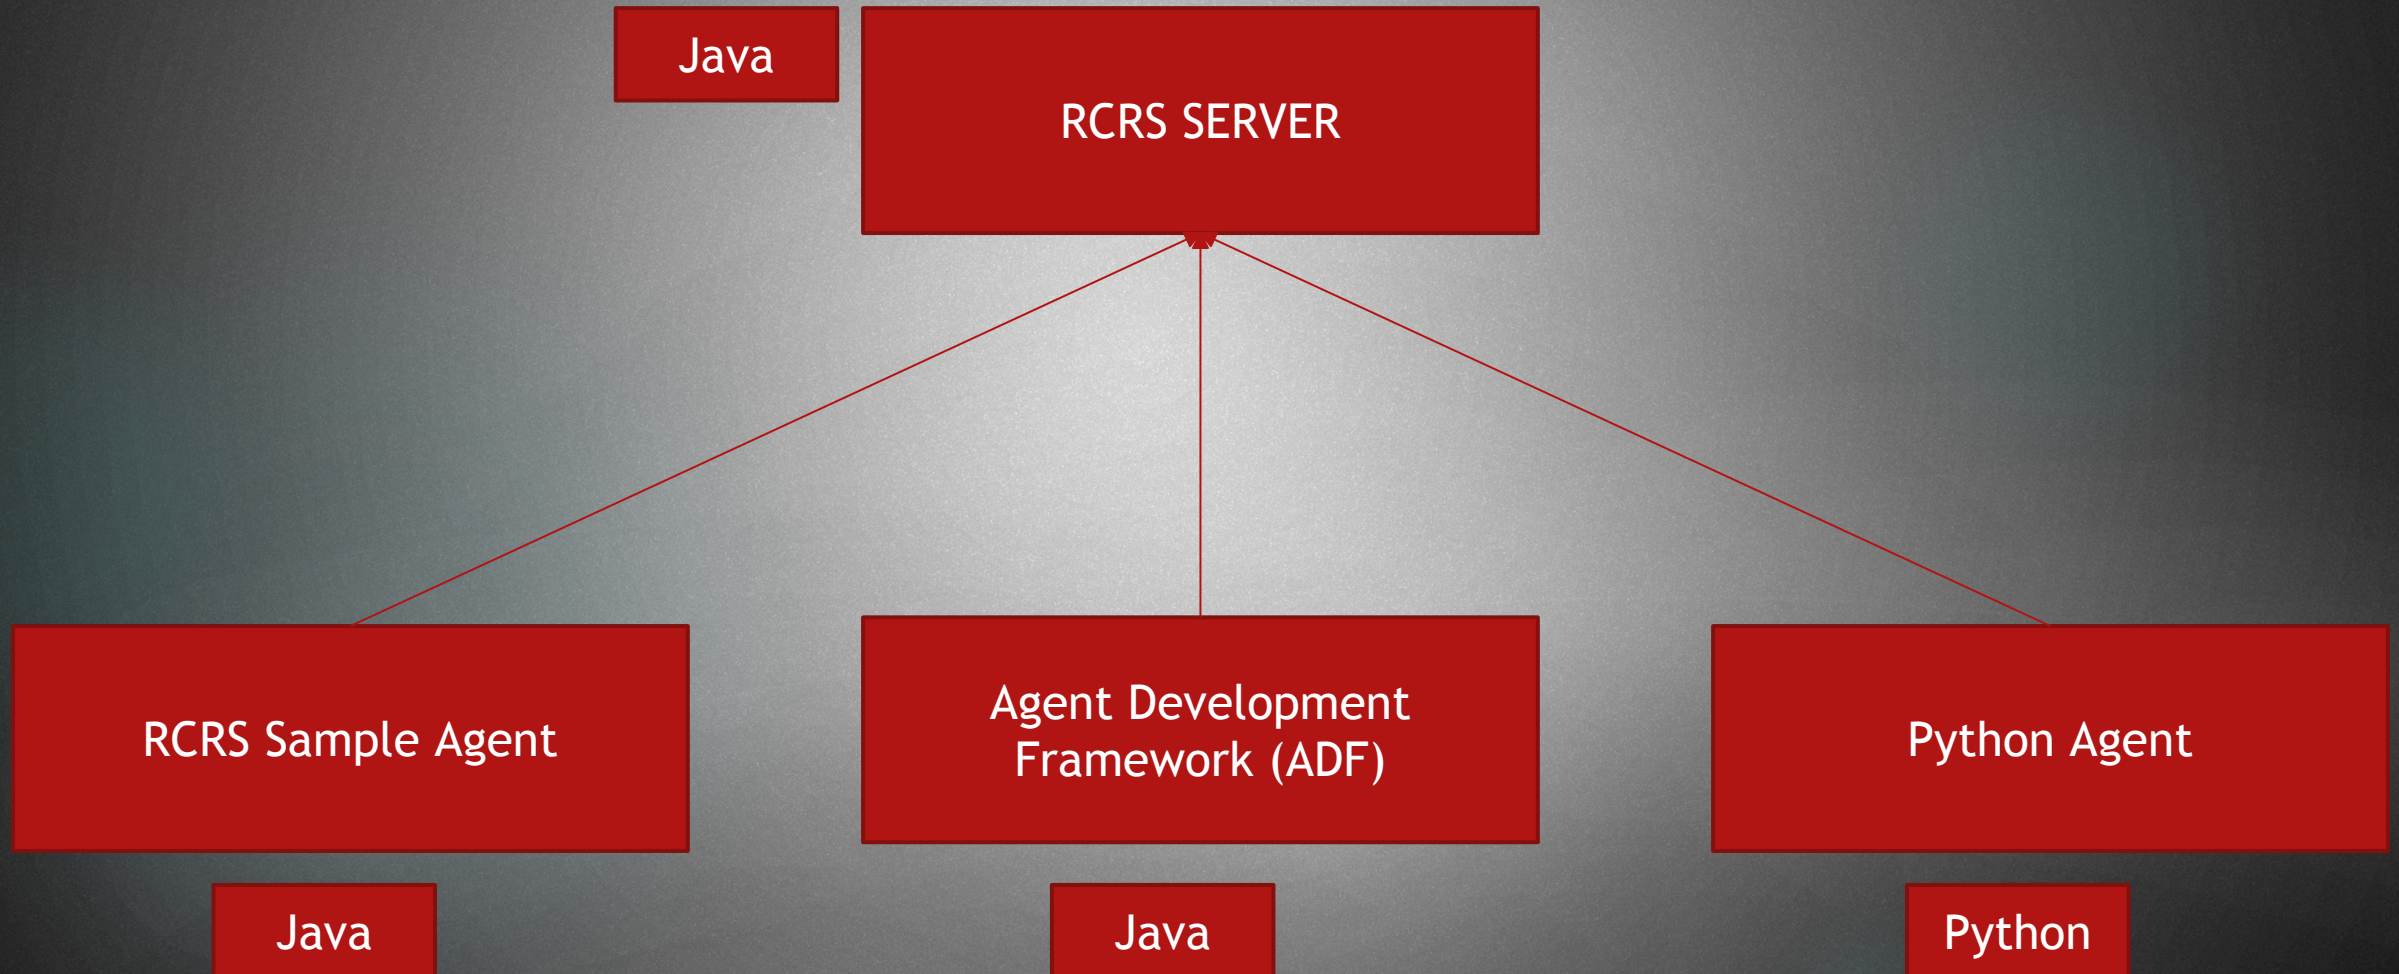 Java
RCRS SERVER
RCRS Sample Agent
Agent Development
Framework (ADF)
Python Agent
Java
Java
Python